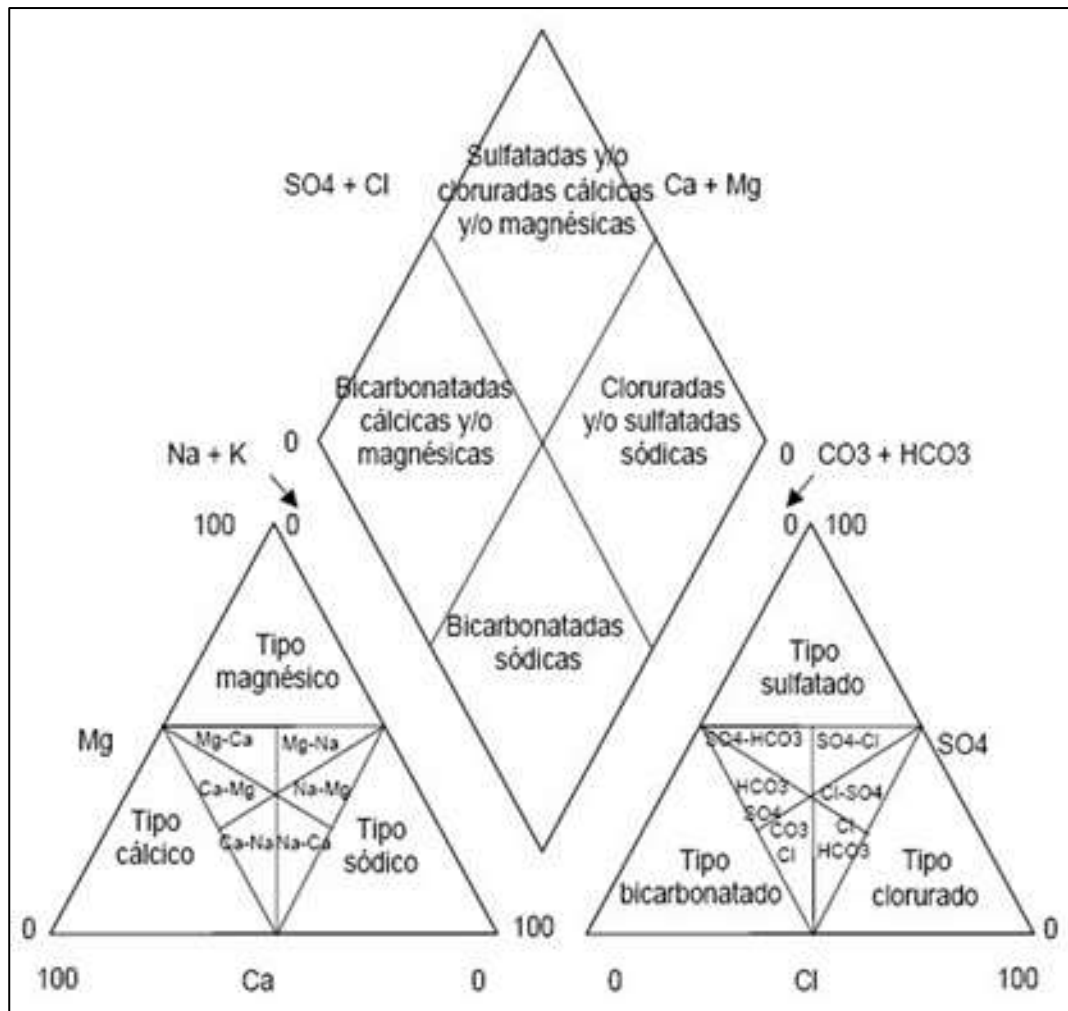 Sulfatadas y/o
cloruradas cálcicas
y/o magnésicas
SO4 + Cl
Ca + Mg
Bicarbonatadas
cálcicas y/o
magnésicas
Cloruradas
y/o sulfatadas
sódicas
0
0
Na + K
CO3 + HCO3
100
0
0
100
Bicarbonatadas
sódicas
Tipo
magnésico
Mg
Mg-Ca
Mg-Na
Ca-Mg
Na-Mg
Ca-Na
Na-Ca
Tipo
cálcico
Tipo
sódico
0
100
100
Ca
0
Tipo
sulfatado
SO4
SO4-HCO3
SO4-Cl
HCO3
SO4
Cl-SO4
CO3
Cl
Cl-
HCO3
Tipo
bicarbonatado
Tipo
clorurado
0
0
Cl
100